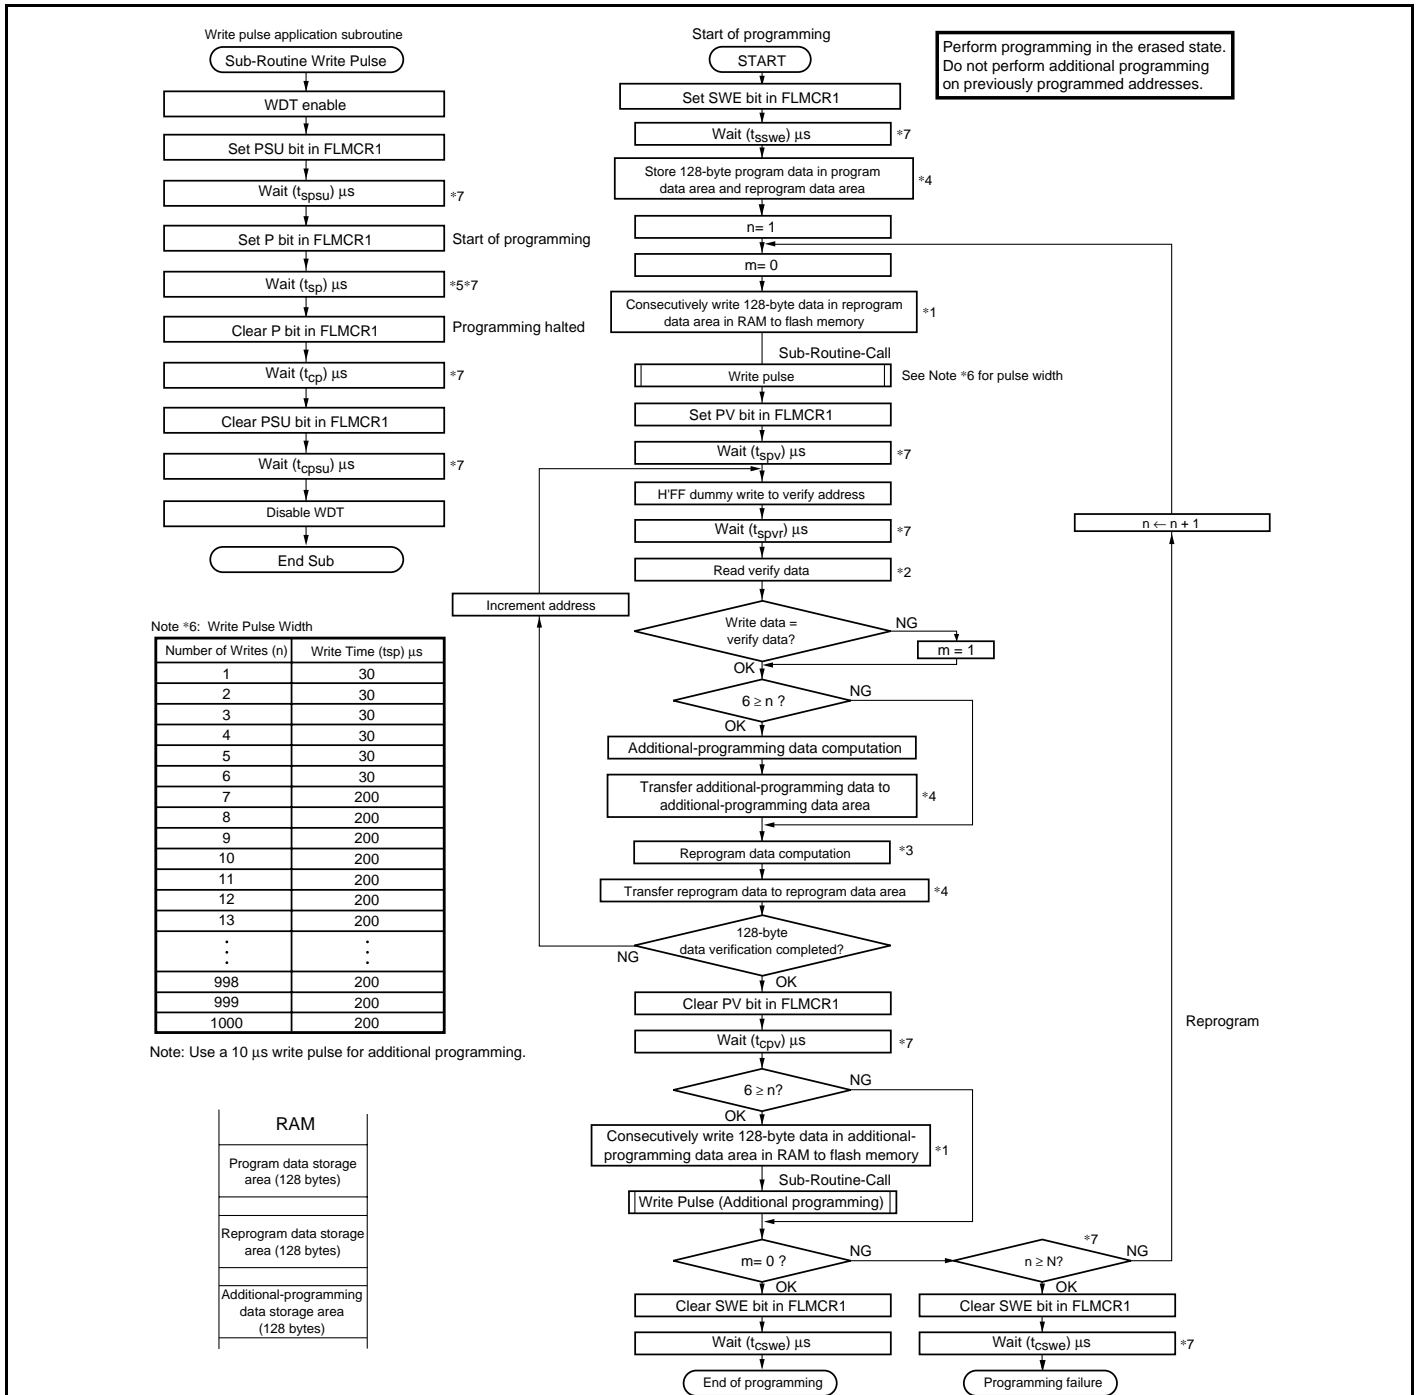 Write pulse application subroutine
Sub-Routine Write Pulse
WDT enable
Set PSU bit in FLMCR1
Wait (tspsu) μs
*7
Set P bit in FLMCR1
Start of programming
Wait (tsp) μs
*5*7
Clear P bit in FLMCR1
Programming halted
Wait (tcp) μs
*7
Clear PSU bit in FLMCR1
Wait (tcpsu) μs
*7
Disable WDT
End Sub
Note *6: Write Pulse Width
Number of Writes (n) Write Time (tsp) μs
1 30
2 30
3 30
4 30
5 30
6 30
7 200
8 200
9 200
10 200
11 200
12 200
13 200
998 200
999 200
1000 200
Note: Use a 10 μs write pulse for additional programming.
RAM
Program data storage
area (128 bytes)
Reprogram data storage
area (128 bytes)
Additional-programming
data storage area
(128 bytes)
Start of programming
START
Perform programming in the erased state.
Do not perform additional programming
on previously programmed addresses.
Set SWE bit in FLMCR1
Wait (tsswe) μs
*7
Store 128-byte program data in program
data area and reprogram data area
*4
n= 1
m= 0
Consecutively write 128-byte data in reprogram
data area in RAM to flash memory
*1
Sub-Routine-Call
Write pulse
See Note *6 for pulse width
Set PV bit in FLMCR1
Wait (tspv) μs
*7
H'FF dummy write to verify address
Wait (tspvr) μs
*7
Read verify data
*2
Increment address
Write data =
verify data?
NG
m = 1
OK
6 ≥ n ?
NG
OK
Additional-programming data computation
Transfer additional-programming data to
additional-programming data area
*4
Reprogram data computation
*3
Transfer reprogram data to reprogram data area
*4
128-byte
data verification completed?
NG
OK
Clear PV bit in FLMCR1
Wait (tcpv) μs
*7
6 ≥ n?
NG
OK
Consecutively write 128-byte data in additional-
programming data area in RAM to flash memory
*1
Sub-Routine-Call
Write Pulse (Additional programming)
m= 0 ?
NG
OK
Clear SWE bit in FLMCR1
Wait (tcswe) μs
End of programming
*7
n ≥ N?
NG
OK
Clear SWE bit in FLMCR1
Wait (tcswe) μs
*7
Programming failure
n ← n + 1
Reprogram